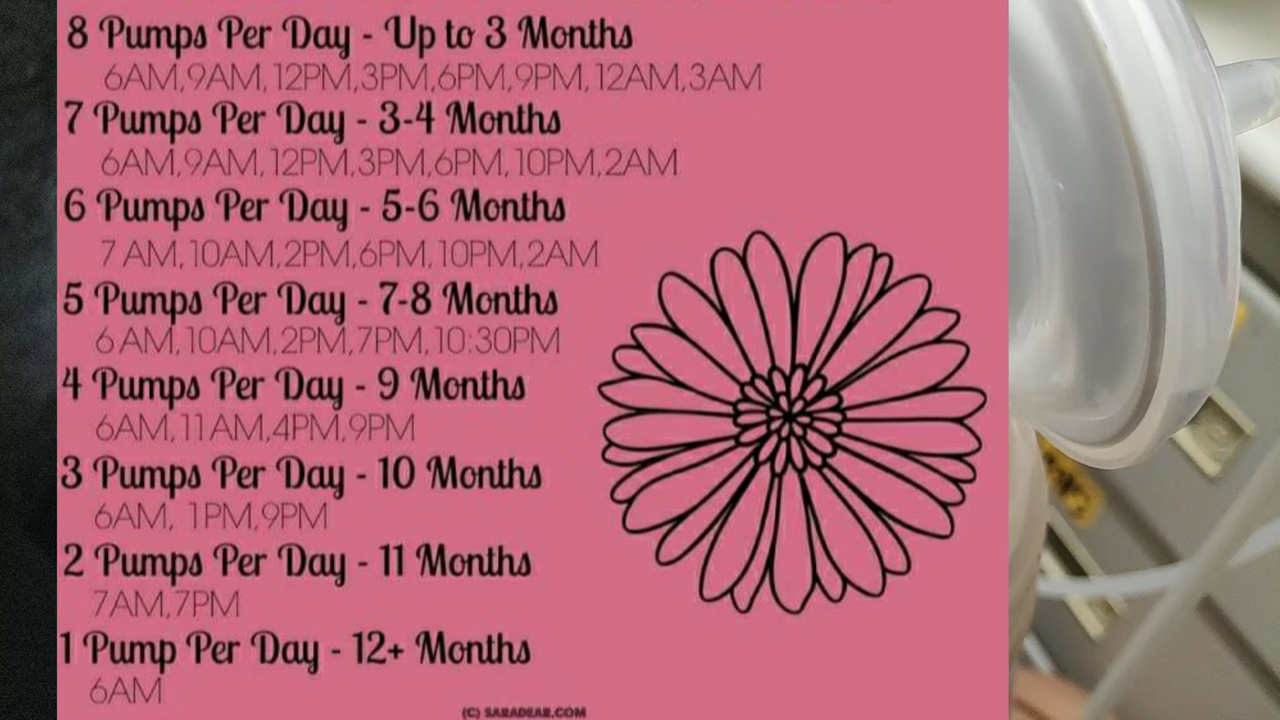 8 Pumps Per Day - Up to 3 Months
6AM,9AM,12PM,3PM,6PM,9PM,12AM,3AM
7 Pumps Per Day - 3-4 Months
6AM,9AM,12PM,3PM,6PM,10PM,2AM
6 Pumps Per Day - 5-6 Months
7 AM,10AM,2PM,6PM,10PM,2AM
5 Pumps Per Day - 7-8 Months
6 AM,10AM,2PM,7PM,10:30PM
4 Pumps Per Day - 9 Months
6AM,11AM,4PM,9PM
3 Pumps Per Day - 10 Months
6AM, 1PM,9PM
2 Pumps Per Day - 11 Months
7AM,7PM
1 Pump Per Day - 12+ Months
6AM
(C) SARADEAR.COM